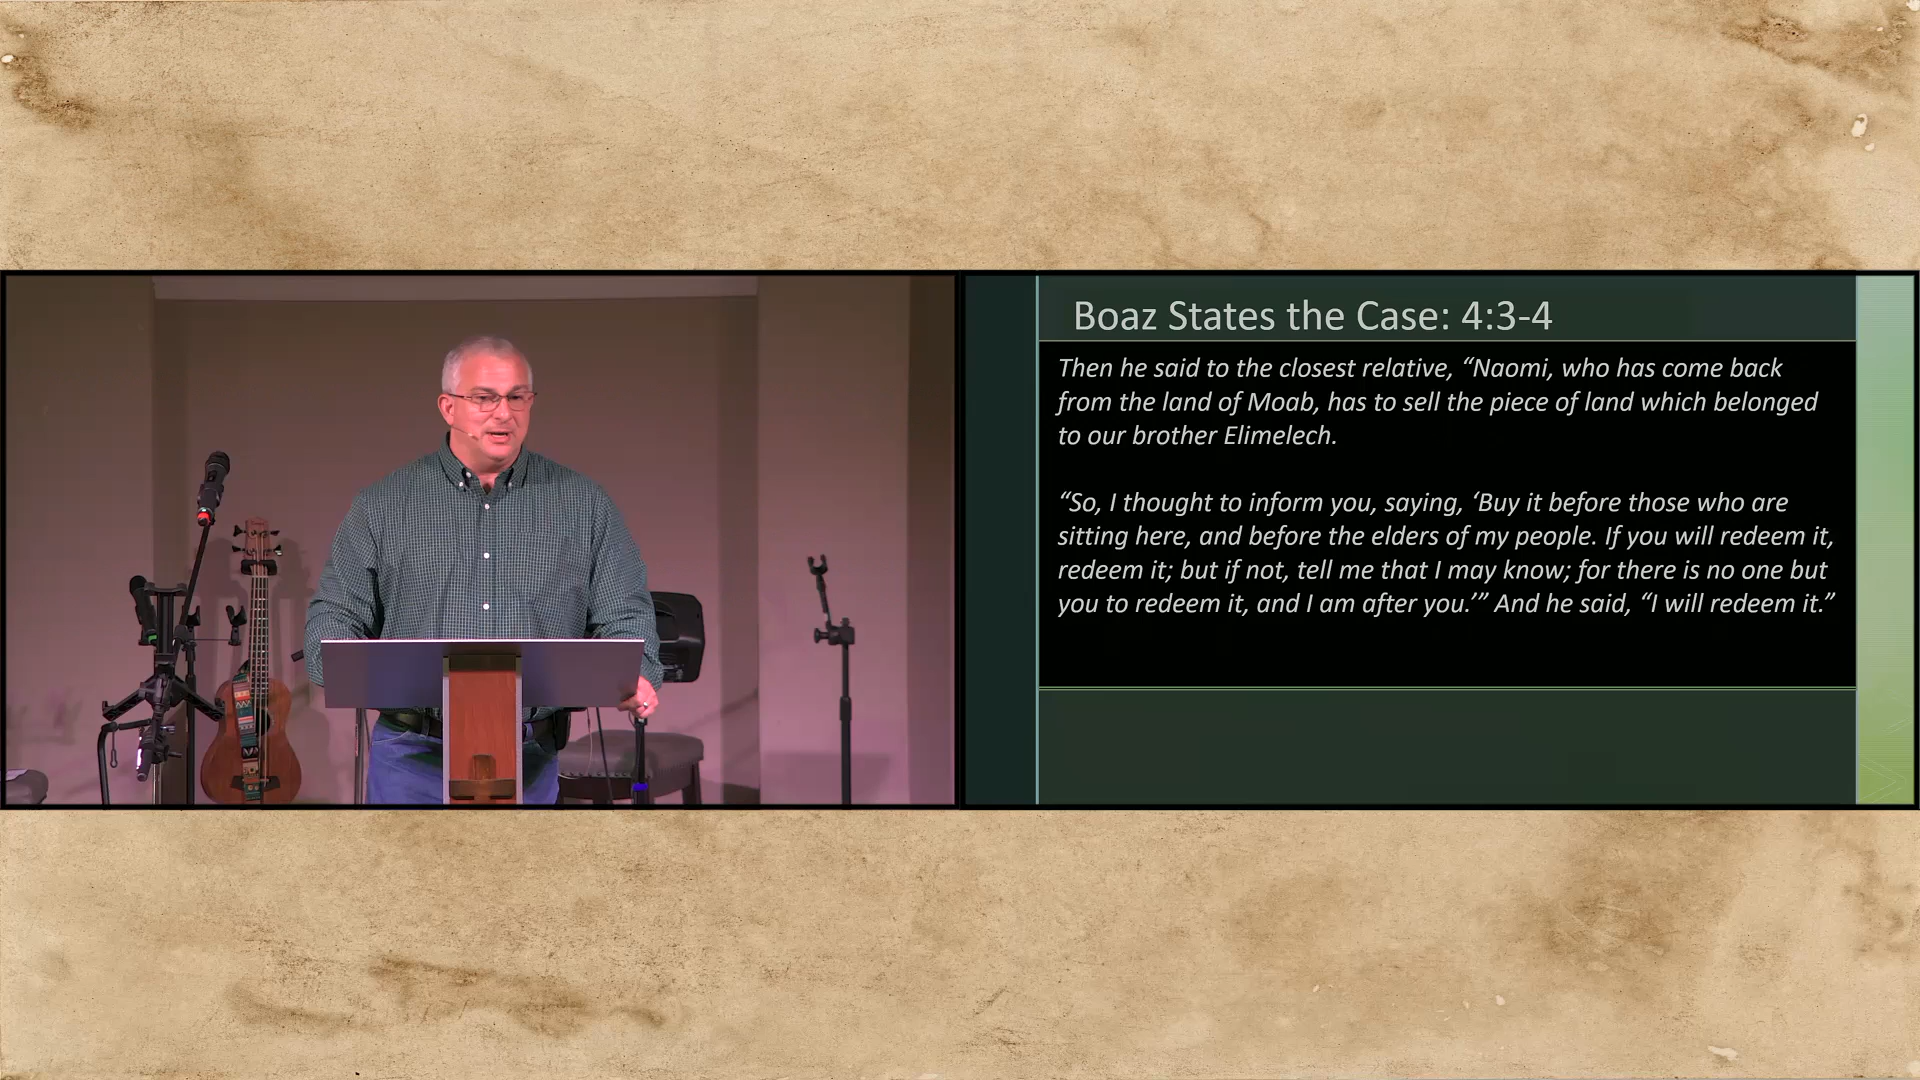 Boaz States the Case: 4:3-4
Then he said to the closest relative, “Naomi, who has come back
from the land of Moab, has to sell the piece of land which belonged
to our brother Elimelech.
“So, I thought to inform you, saying, ‘Buy it before those who are
sitting here, and before the elders of my people. If you will redeem it,
redeem it; but if not, tell me that I may know; for there is no one but
you to redeem it, and I am after you.’” And he said, “I will redeem it.”